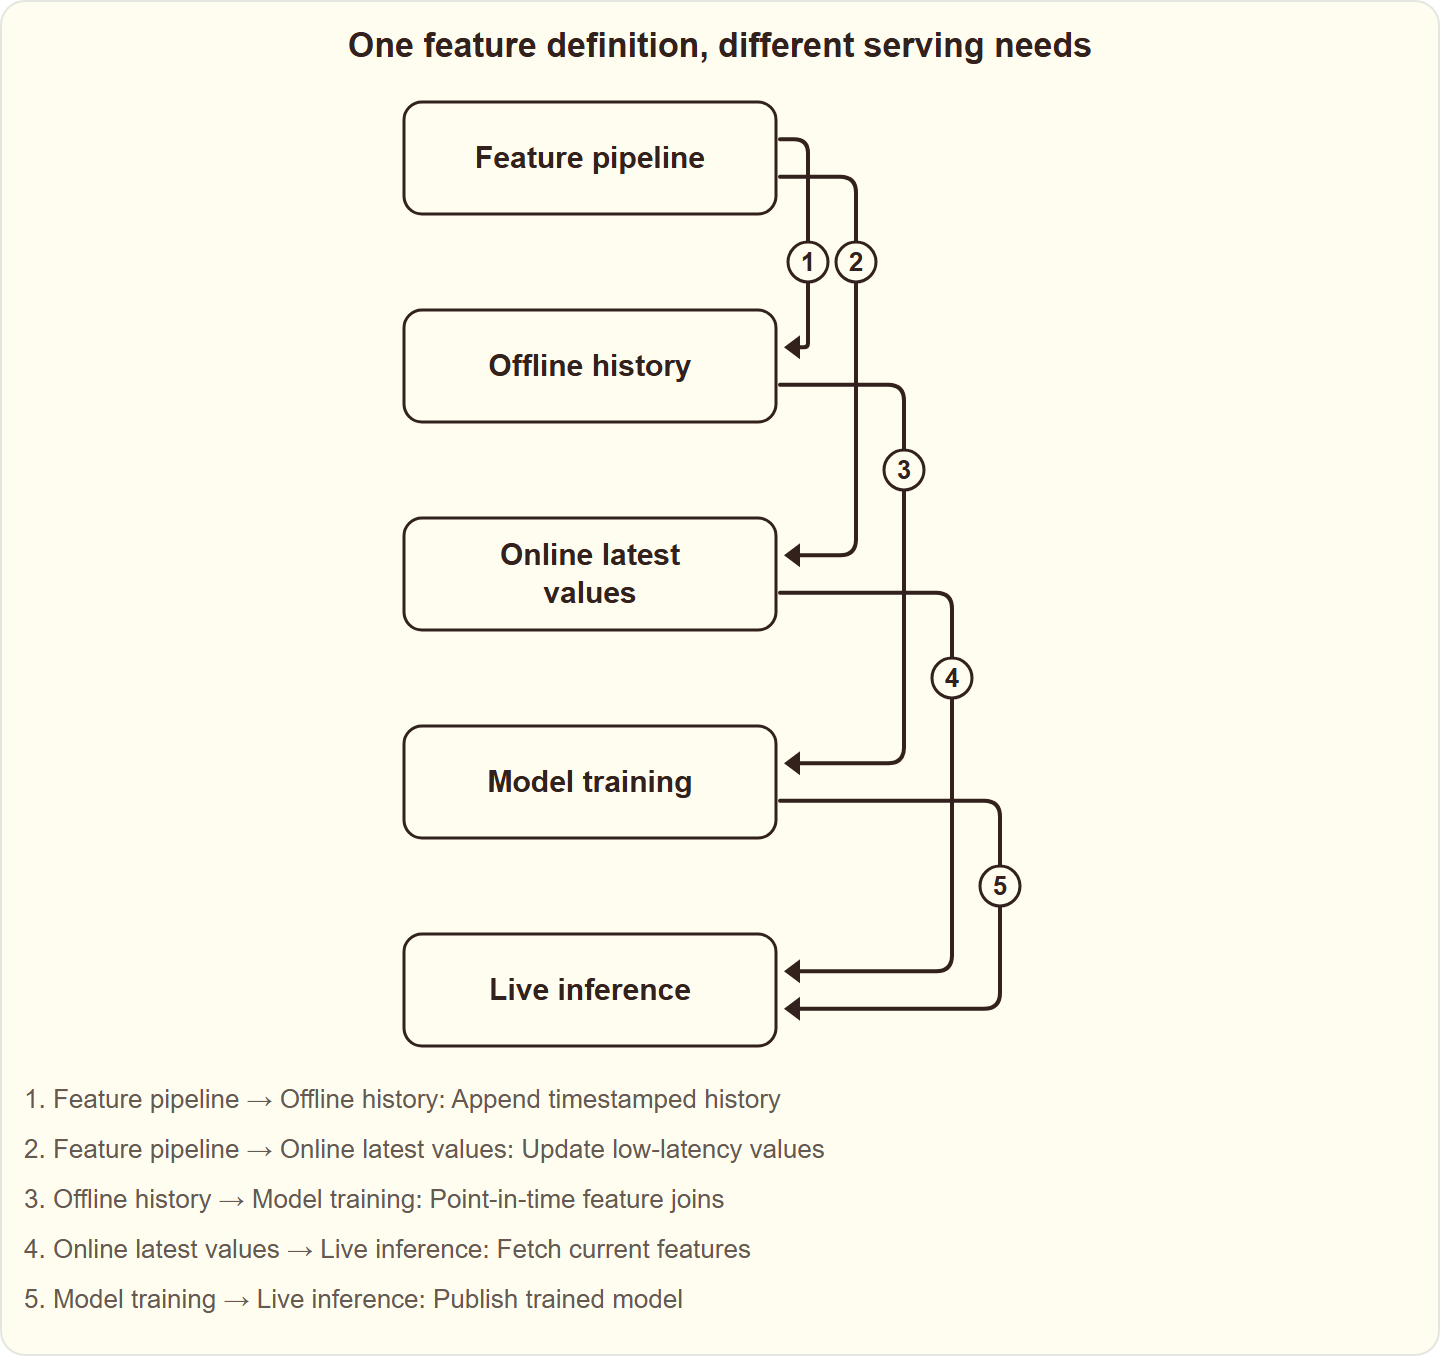 One feature definition, different serving needs
Feature pipeline
1
2
Offline history
3
Online latest
values
4
Model training
5
Live inference
1. Feature pipeline → Offline history: Append timestamped history
2. Feature pipeline → Online latest values: Update low-latency values
3. Offline history → Model training: Point-in-time feature joins
4. Online latest values → Live inference: Fetch current features
5. Model training → Live inference: Publish trained model